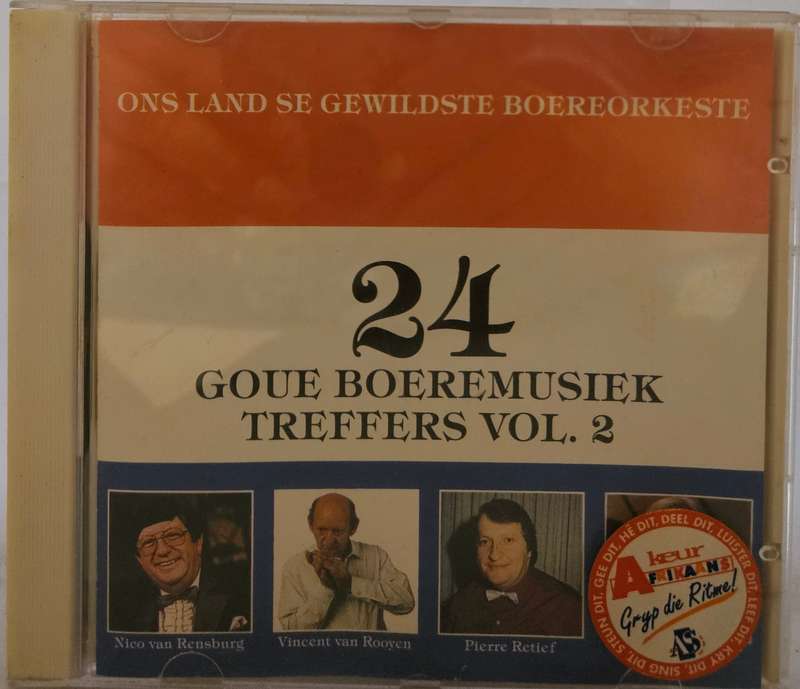 ONS LAND SE GEWILDSTE BOEREORKESTE
24
GOUE BOEREMUSIEK
TREFFERS VOL. 2
Nico van Rensburg
Vincent van Rooyen
Pierre Retief
STEUN DIT, GEE DIT, HE DIT, DEEL DIT, LUISTER DIT, LEEF DIT, KRY DIT, SING DIT,
keur
AFRIKAANS
Gryp die Ritme!